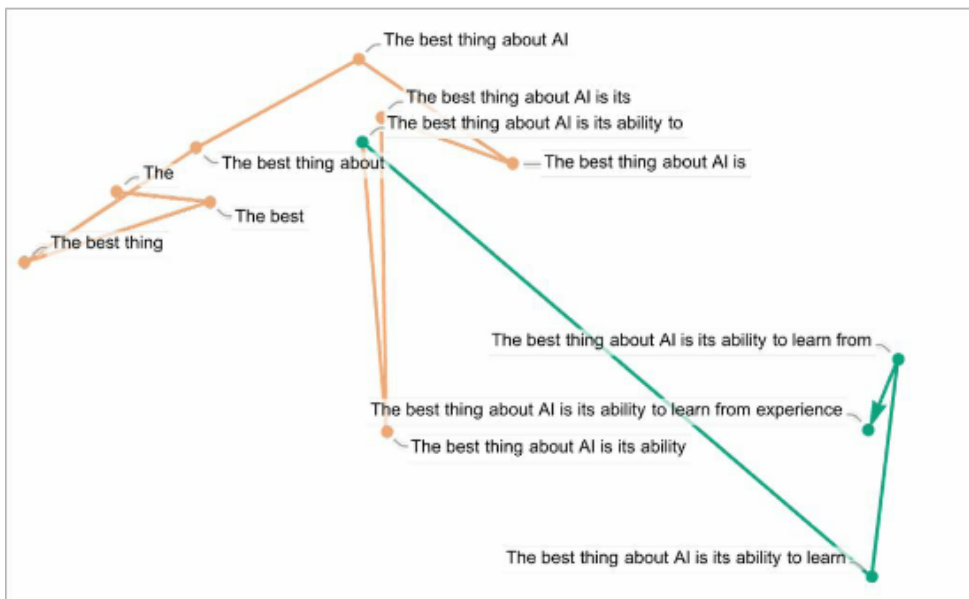 The best thing about AI
The best thing about AI is its
The best thing about AI is its ability to
The best thing about
The best thing about AI is
The
The best
The best thing
The best thing about AI is its ability to learn from
The best thing about AI is its ability to learn from experience
The best thing about AI is its ability
The best thing about AI is its ability to learn